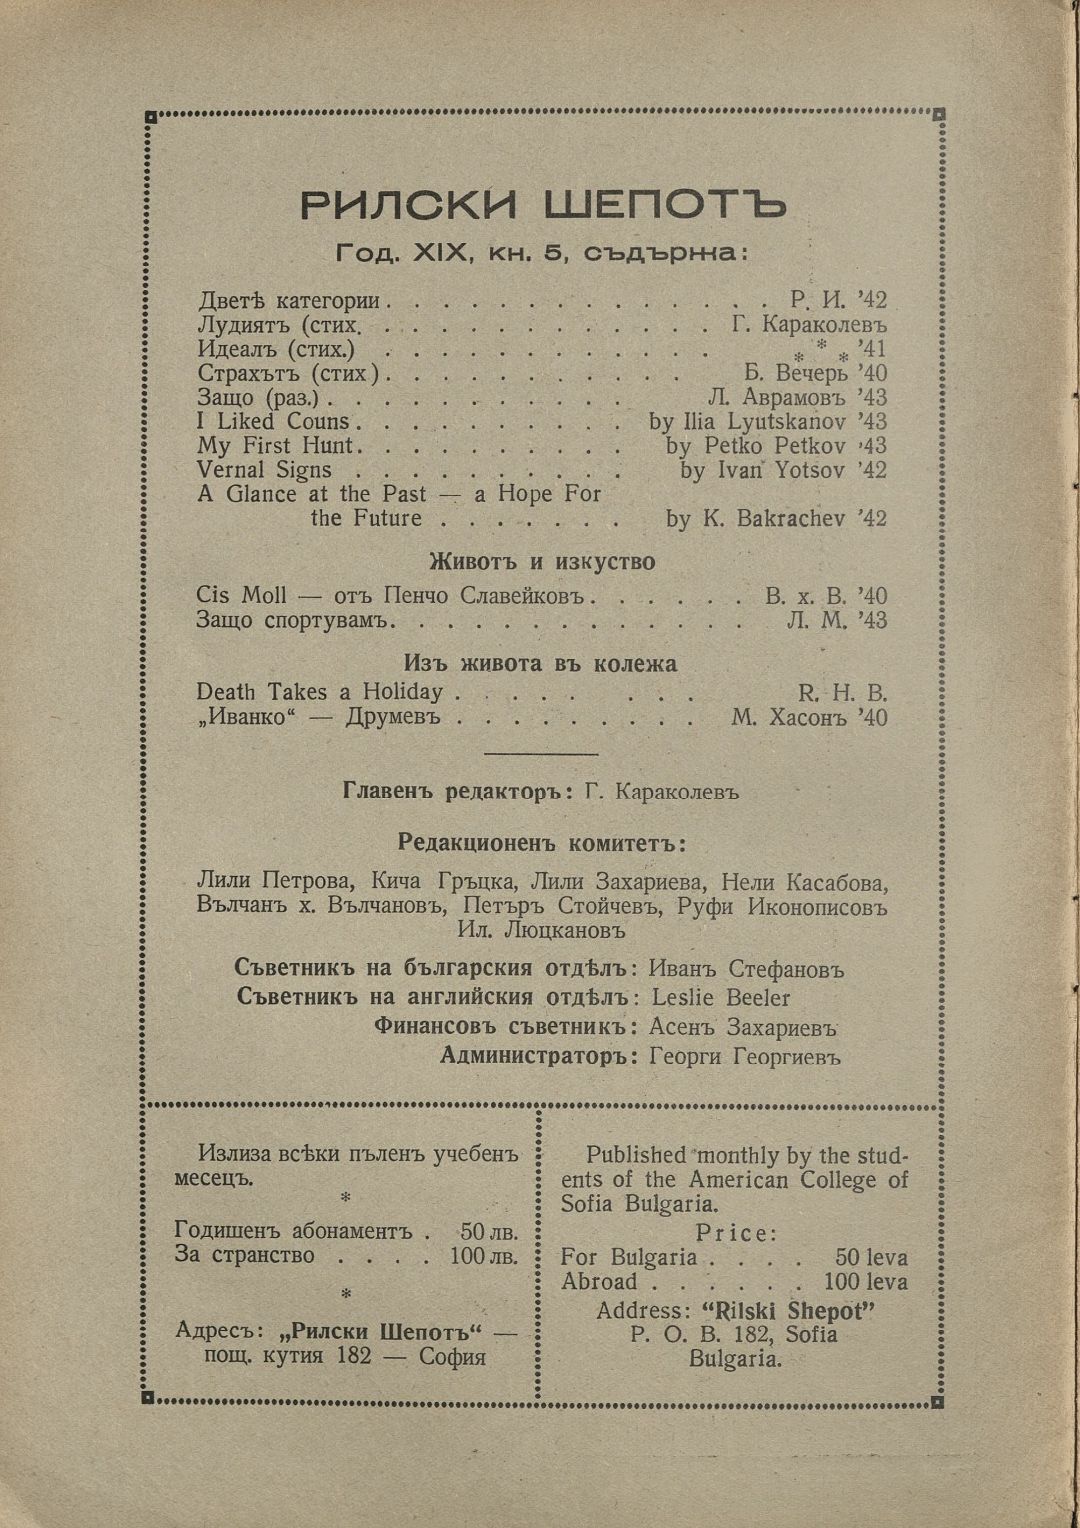 РИЛСКИ ШЕПОТЪ
Год. XIX, кн. 5, съдържа:
Дветѣ категории . . . . . . . . . . . . . . Р. И. '42
Лудиятъ (стих. . . . . . . . . . . . . . Г. Караколевъ
Идеалъ (стих.) . . . . . . . . . . . . * * * '41
Страхътъ (стих) . . . . . . . . . . . Б. Вечерь '40
Защо (раз.) . . . . . . . . . . . Л. Аврамовъ '43
I Liked Couns . . . . . . . . . . by Ilia Lyutskanov '43
My First Hunt . . . . . . . . . . by Petko Petkov '43
Vernal Signs . . . . . . . . . . by Ivan Yotsov '42
A Glance at the Past — a Hope For
the Future . . . . . . . by K. Bakrachev '42
Животъ и изкуство
Cis Moll — отъ Пенчо Славейковъ . . . . . . В. х. В. '40
Защо спортувамъ . . . . . . . . . . . . . Л. М. '43
Изъ живота въ колежа
Death Takes a Holiday . . . . . . . . R. H. B.
„Иванко“ — Друмевъ . . . . . . . . . М. Хасонъ '40
Главенъ редакторъ: Г. Караколевъ
Редакционенъ комитетъ:
Лили Петрова, Кича Гръцка, Лили Захариева, Нели Касабова,
Вълчанъ х. Вълчановъ, Петъръ Стойчевъ, Руфи Иконописовъ
Ил. Люцкановъ
Съветникъ на българския отдѣлъ: Иванъ Стефановъ
Съветникъ на английския отдѣлъ: Leslie Beeler
Финансовъ съветникъ: Асенъ Захариевъ
Администраторъ: Георги Георгиевъ
Излиза всѣки пъленъ учебенъ
месецъ.
*
Годишенъ абонаментъ . 50 лв.
За странство . . . . 100 лв.
*
Адресъ: „Рилски Шепотъ“ —
пощ. кутия 182 — София
Published monthly by the stud-
ents of the American College of
Sofia Bulgaria.
Price:
For Bulgaria . . . . 50 leva
Abroad . . . . . . 100 leva
Address: “Rilski Shepot”
P. O. B. 182, Sofia
Bulgaria.